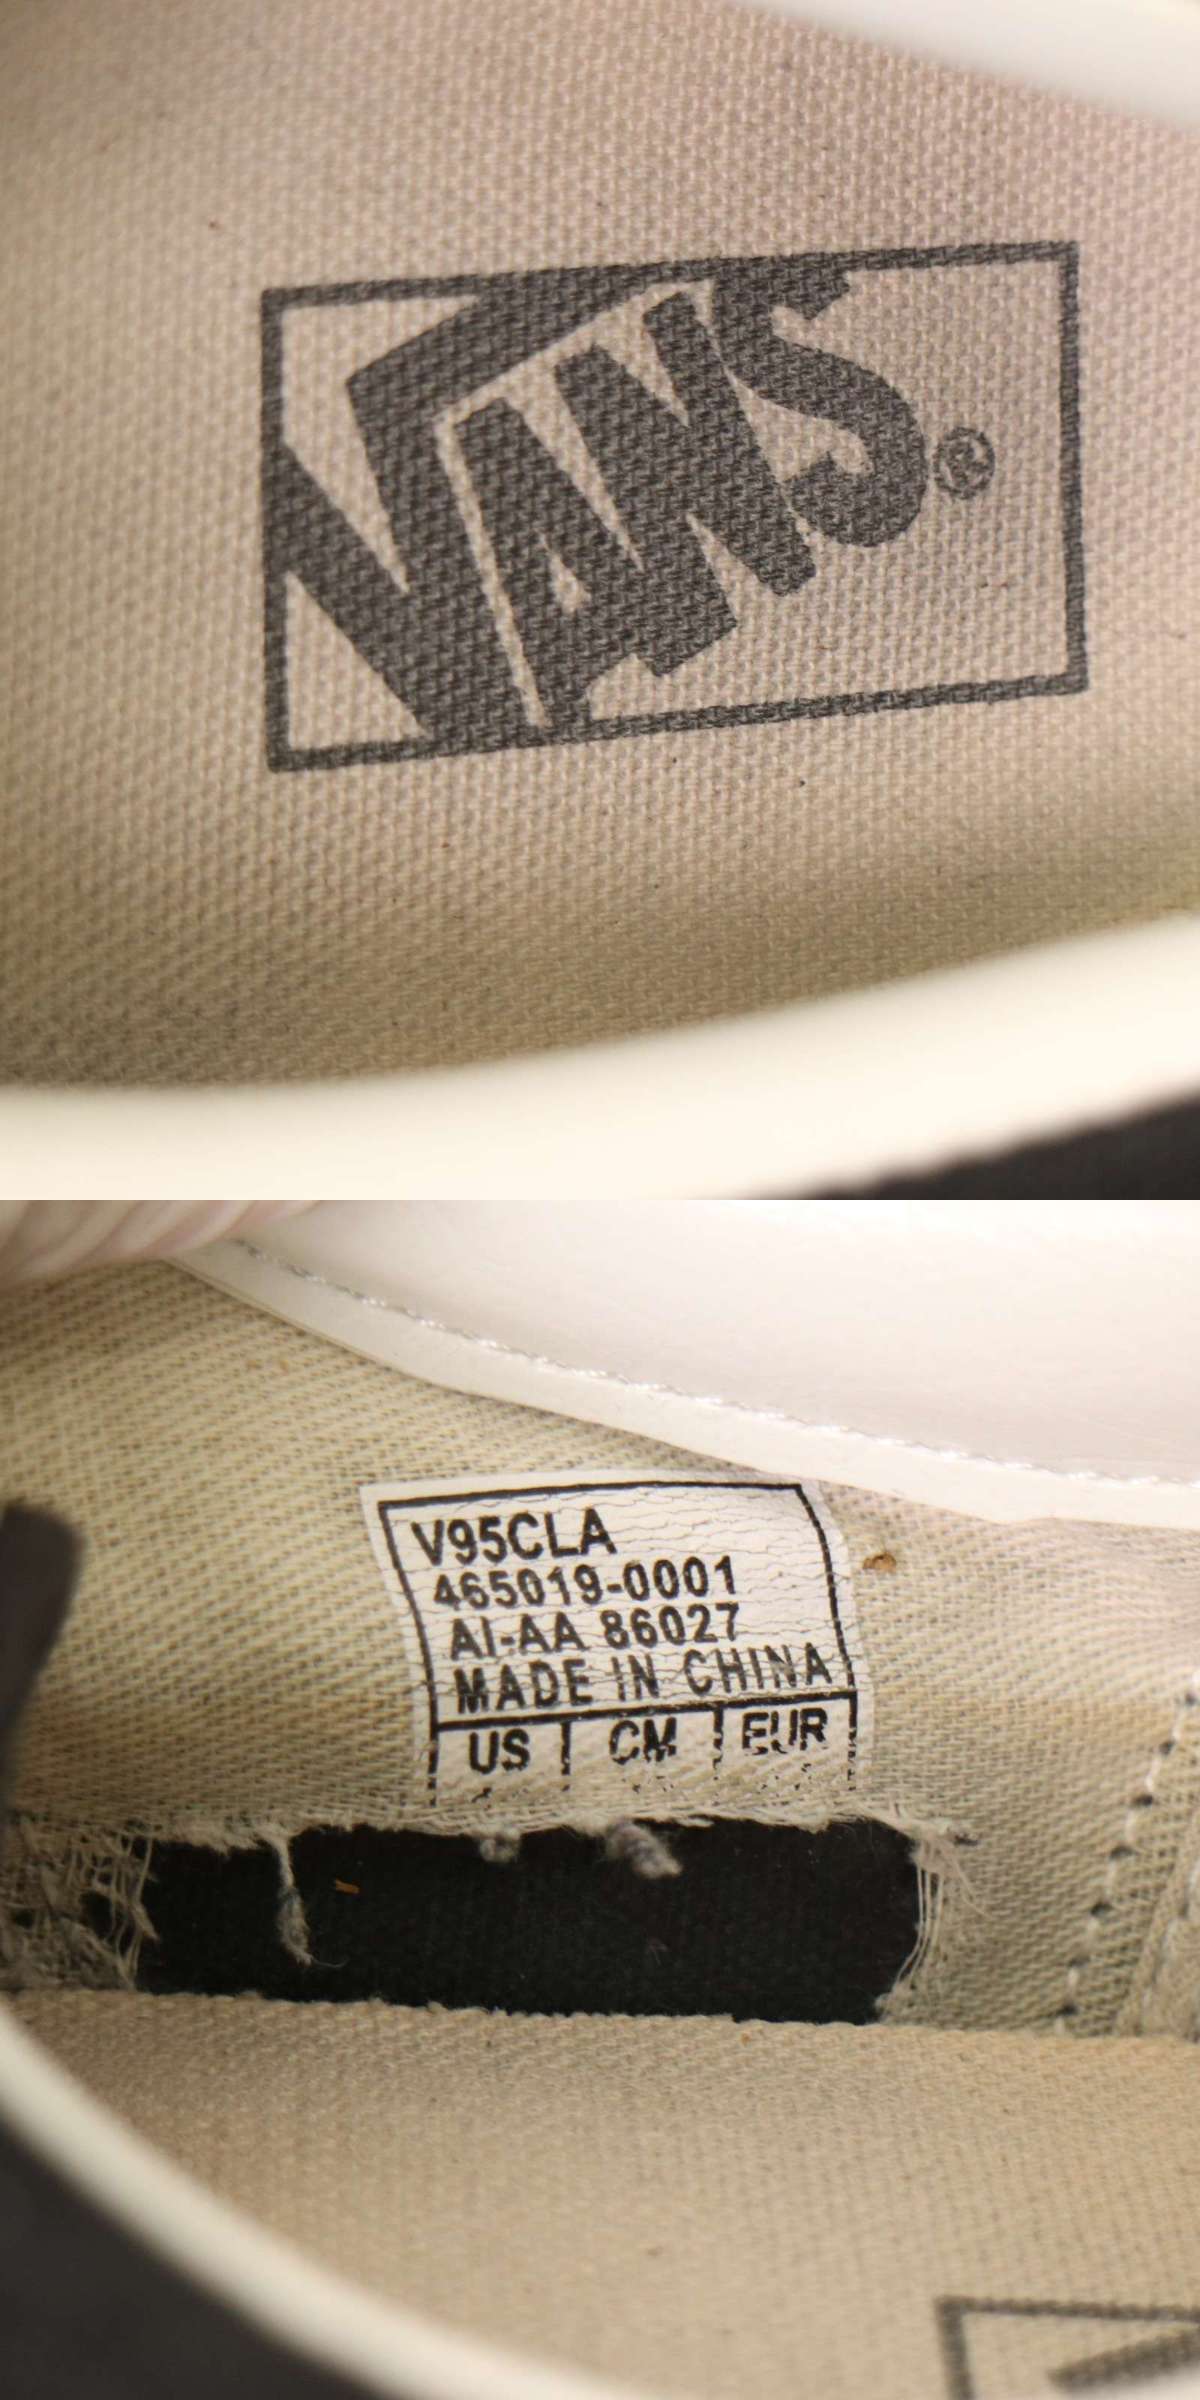 VANS®
V95CLA
465019-0001
AI-AA 86027
MADE IN CHINA
US CM EUR